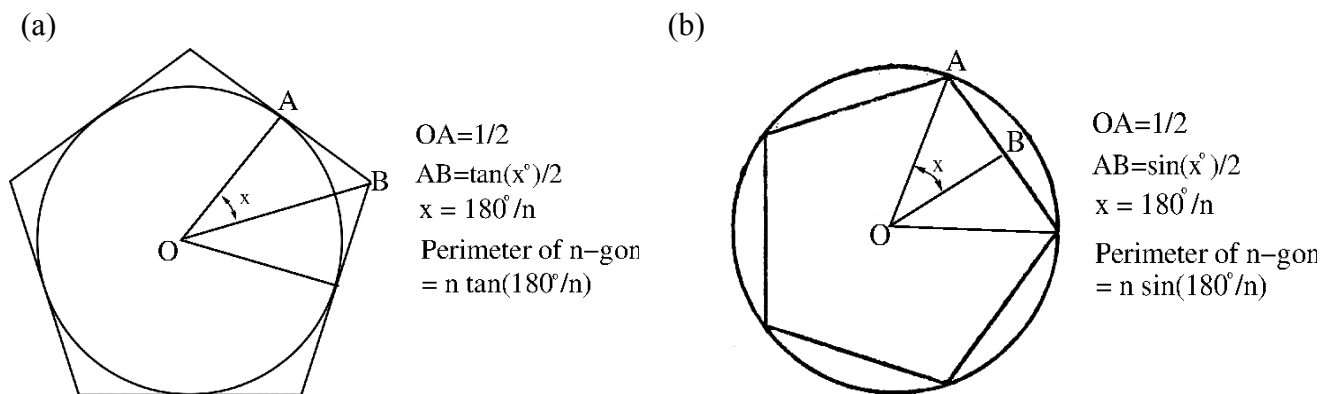 (a)
A
OA=1/2
B
AB=tan(x°)/2
x
x = 180°/n
O
Perimeter of n-gon
= n tan(180°/n)
(b)
A
OA=1/2
B
AB=sin(x°)/2
x
x = 180°/n
O
Perimeter of n-gon
= n sin(180°/n)